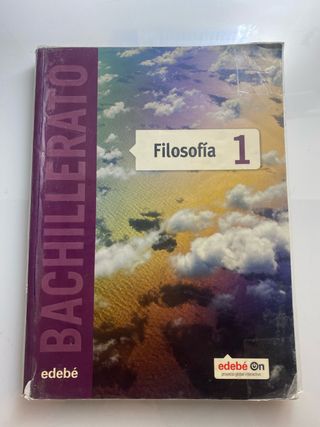 BACHILLERATO
Filosofía 1
edebé
edebé On